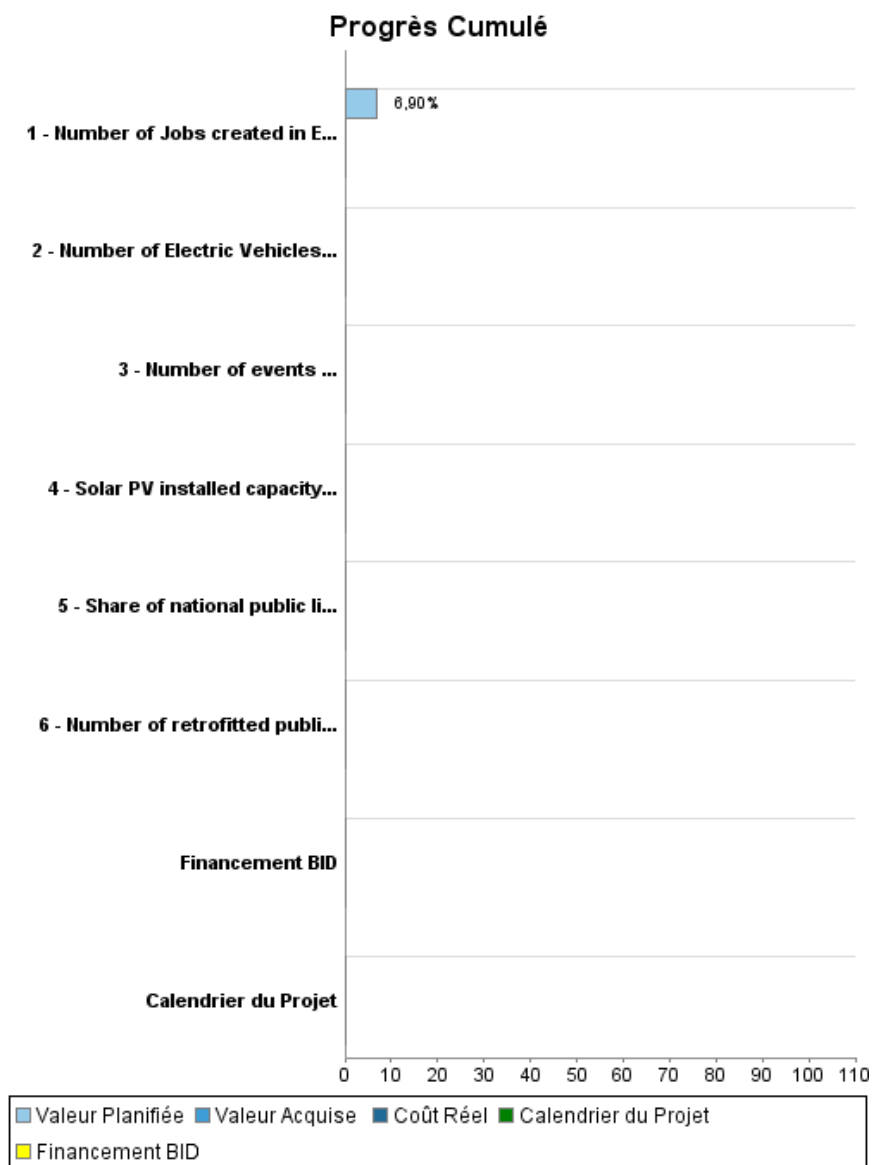 Progrès Cumulé
6,90%
1 - Number of Jobs created in E...
2 - Number of Electric Vehicles...
3 - Number of events ...
4 - Solar PV installed capacity...
5 - Share of national public li...
6 - Number of retrofitted publi...
Financement BID
Calendrier du Projet
0 10 20 30 40 50 60 70 80 90 100 110
Valeur Planifiée Valeur Acquise Coût Réel Calendrier du Projet
Financement BID